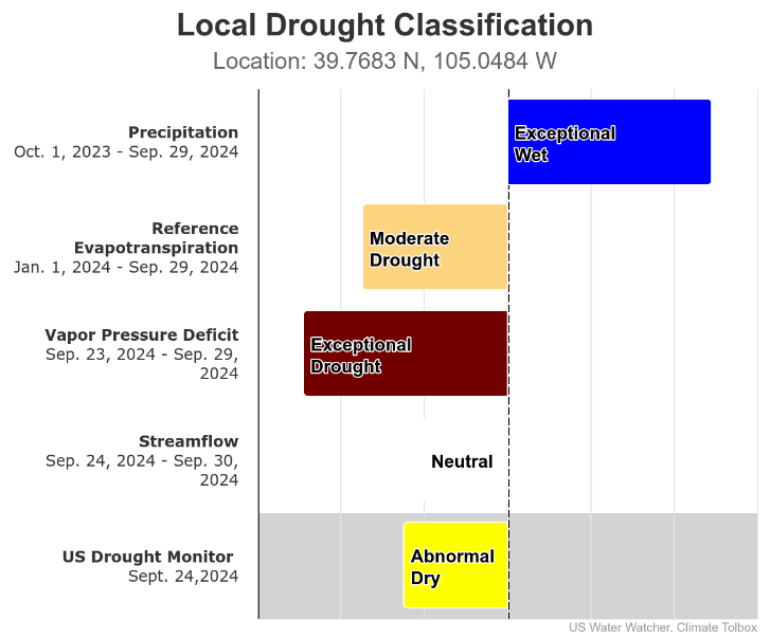 Local Drought Classification
Location: 39.7683 N, 105.0484 W
Precipitation
Oct. 1, 2023 - Sep. 29, 2024
Exceptional
Wet
Reference
Evapotranspiration
Jan. 1, 2024 - Sep. 29, 2024
Moderate
Drought
Vapor Pressure Deficit
Sep. 23, 2024 - Sep. 29,
2024
Exceptional
Drought
Streamflow
Sep. 24, 2024 - Sep. 30,
2024
Neutral
US Drought Monitor
Sept. 24,2024
Abnormal
Dry
US Water Watcher, Climate Tolbox